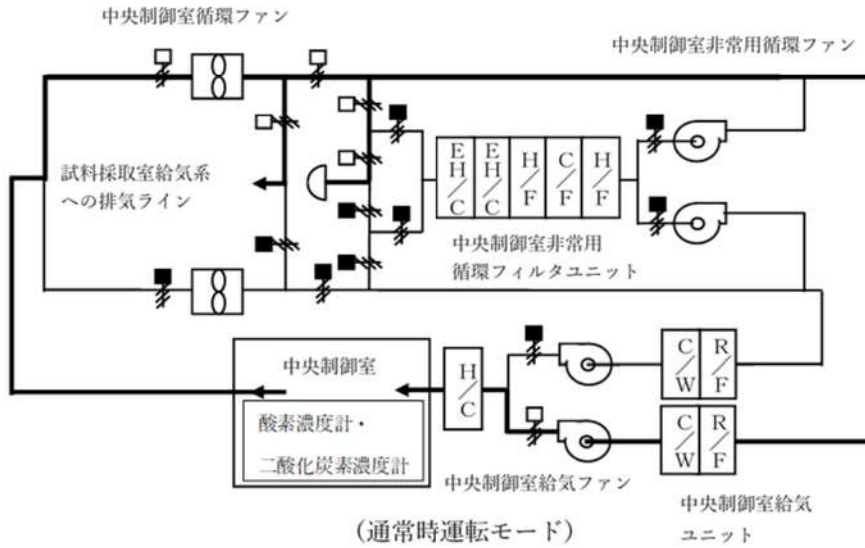 中央制御室循環ファン
中央制御室非常用循環ファン
試料採取室給気系
への排気ライン
EH/C
EH/C
H/F
C/F
H/F
中央制御室非常用
循環フィルタユニット
中央制御室
酸素濃度計・
二酸化炭素濃度計
H/C
C/W
R/F
C/W
R/F
中央制御室給気ファン
中央制御室給気
ユニット
(通常時運転モード)